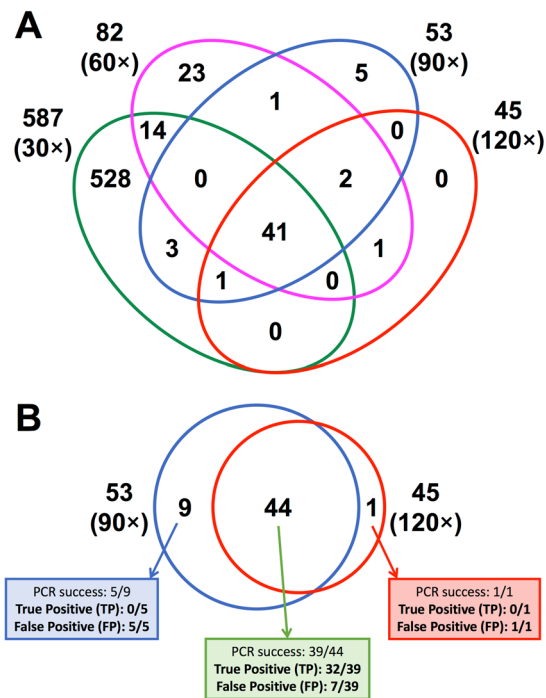 A
82
(60×)
53
(90×)
23
5
1
587
(30×)
45
(120×)
14
0
528
0
2
0
41
3
1
1
0
0
B
53
(90×)
9
44
1
45
(120×)
PCR success: 5/9
True Positive (TP): 0/5
False Positive (FP): 5/5
PCR success: 1/1
True Positive (TP): 0/1
False Positive (FP): 1/1
PCR success: 39/44
True Positive (TP): 32/39
False Positive (FP): 7/39